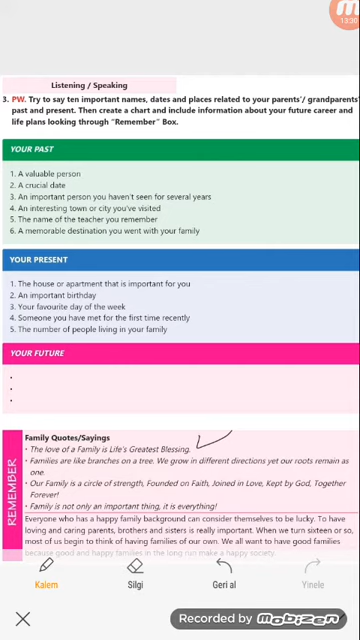 13:30
Listening / Speaking
3. PW. Try to say ten important names, dates and places related to your parents'/ grandparents'
past and present. Then create a chart and include information about your future career and
life plans looking through "Remember" Box.
YOUR PAST
1. A valuable person
2. A crucial date
3. An important person you haven't seen for several years
4. An interesting town or city you've visited
5. The name of the teacher you remember
6. A memorable destination you went with your family
YOUR PRESENT
1. The house or apartment that is important for you
2. An important birthday
3. Your favourite day of the week
4. Someone you have met for the first time recently
5. The number of people living in your family
YOUR FUTURE
REMEMBER
Family Quotes/Sayings
• The love of a Family is Life's Greatest Blessing.
• Families are like branches on a tree. We grow in different directions yet our roots remain as
one.
• Our Family is a circle of strength, Founded on Faith, Joined in Love, Kept by God, Together
Forever!
• Family is not only an important thing, it is everything!
Everyone who has a happy family background can consider themselves to be lucky. To have
loving and caring parents, brothers and sisters is really important. When we turn sixteen or so,
most of us begin to think of having families of our own. We all want to have good families
because good and happy families in the long run make a happy society.
Kalem
Silgi
Geri al
Yinele
Recorded by MOBIZEN